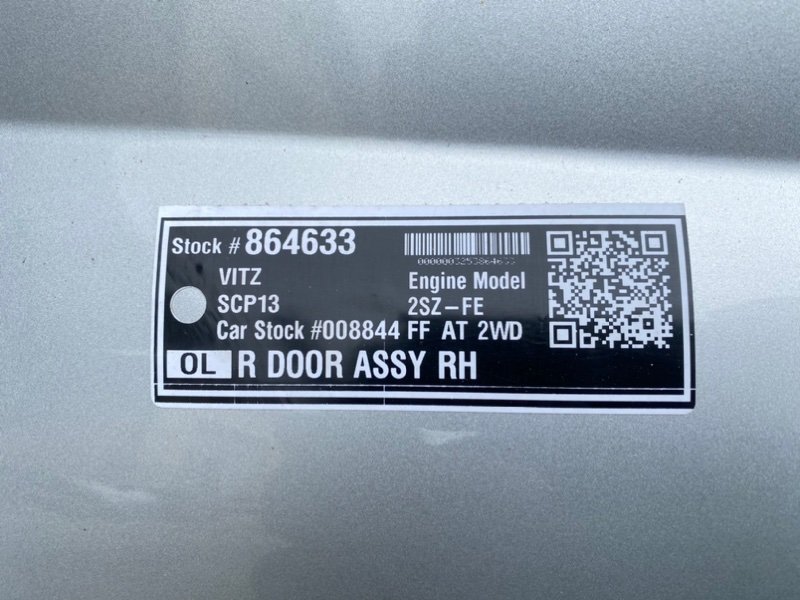 Stock # 864633
VITZ
SCP13
Car Stock #008844
Engine Model
2SZ-FE
FF AT 2WD
OL R DOOR ASSY RH